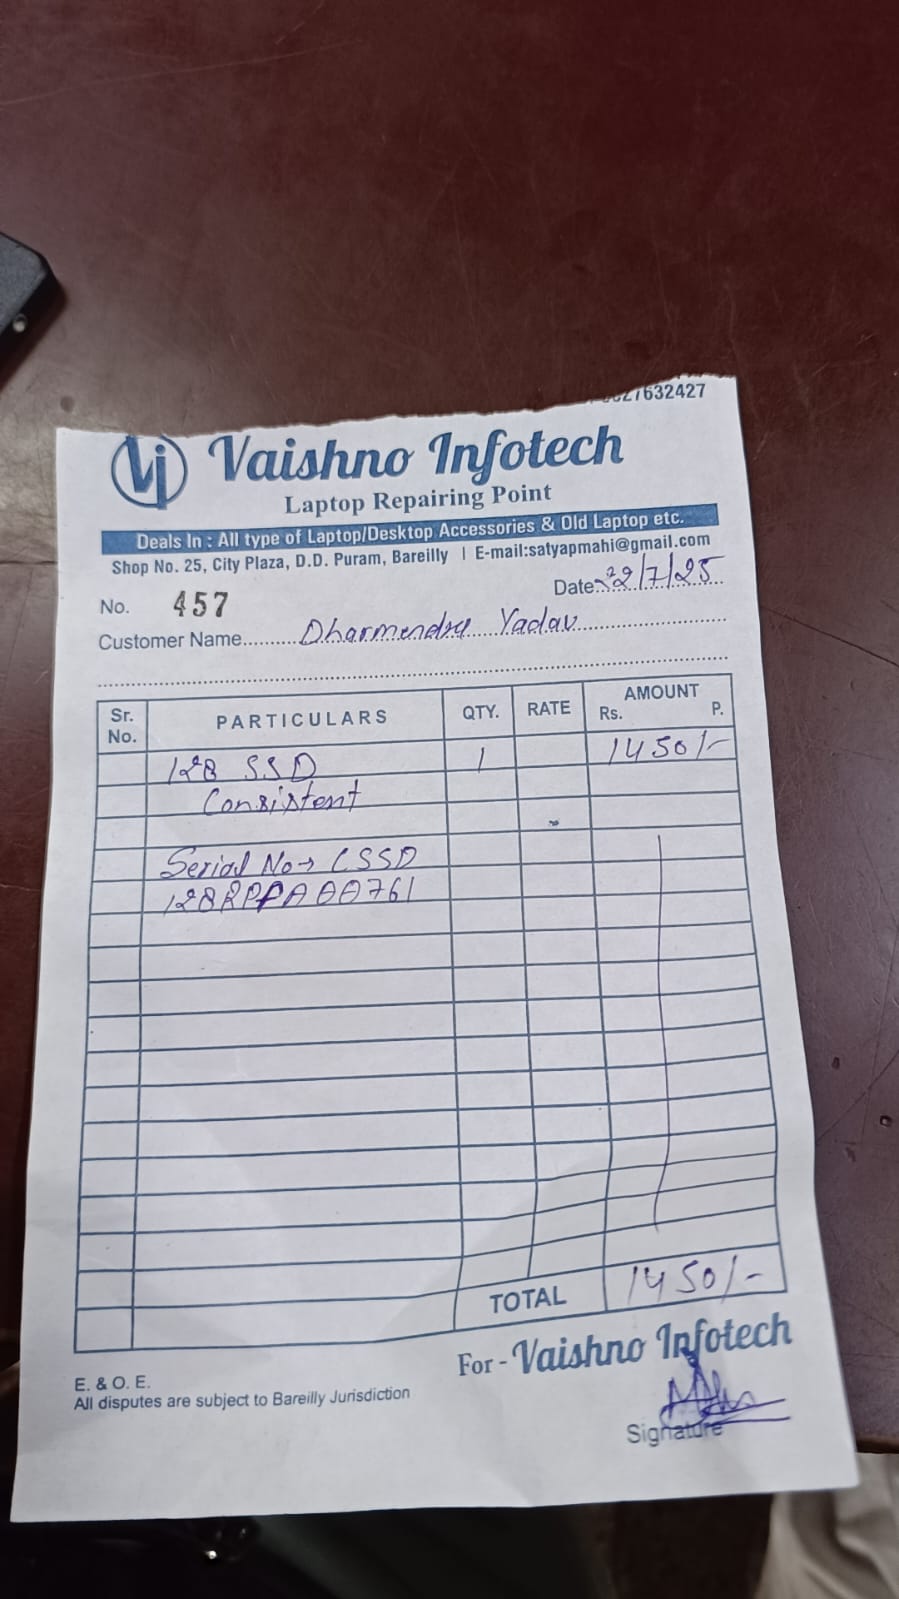 27632427
Vi Vaishno Infotech
Laptop Repairing Point
Deals In : All type of Laptop/Desktop Accessories & Old Laptop etc.
Shop No. 25, City Plaza, D.D. Puram, Bareilly | E-mail:satyapmahi@gmail.com
No. 457 Date 22/7/25
Customer Name.......... Dharmendra Yadav
Sr. No. PARTICULARS QTY. RATE AMOUNT Rs. P.
128 SSD 1 1450/-
Consistent
Serial No→ CSSD
128RPPA00761
TOTAL 1450/-
For - Vaishno Infotech
E. & O. E.
All disputes are subject to Bareilly Jurisdiction
Signature